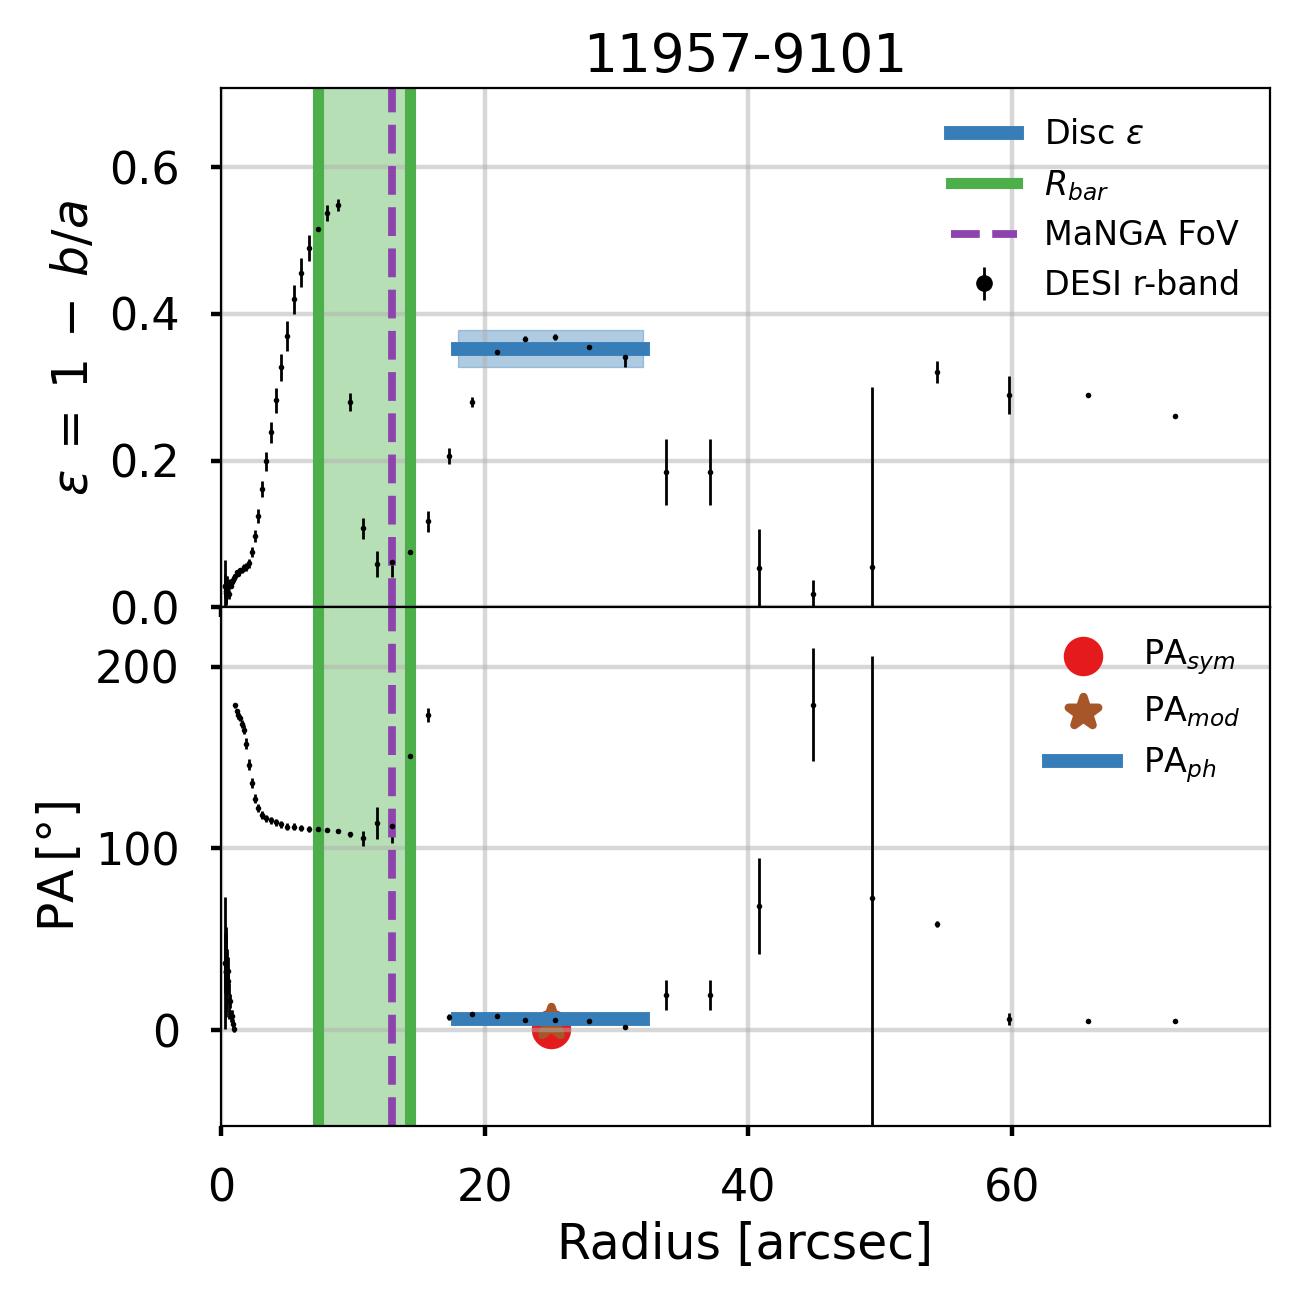 11957-9101
ε = 1 − b/a
0.6
0.4
0.2
0.0
Disc ε
R_bar
MaNGA FoV
DESI r-band
PA [°]
200
100
0
PA_sym
PA_mod
PA_ph
0 20 40 60
Radius [arcsec]